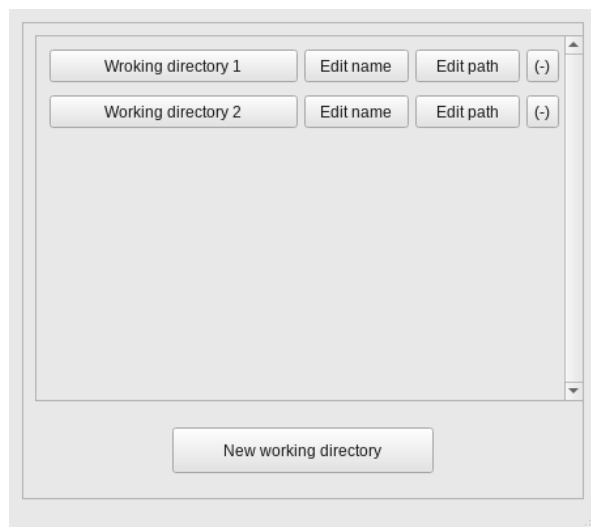 Wroking directory 1 Edit name Edit path (-)
Working directory 2 Edit name Edit path (-)
New working directory